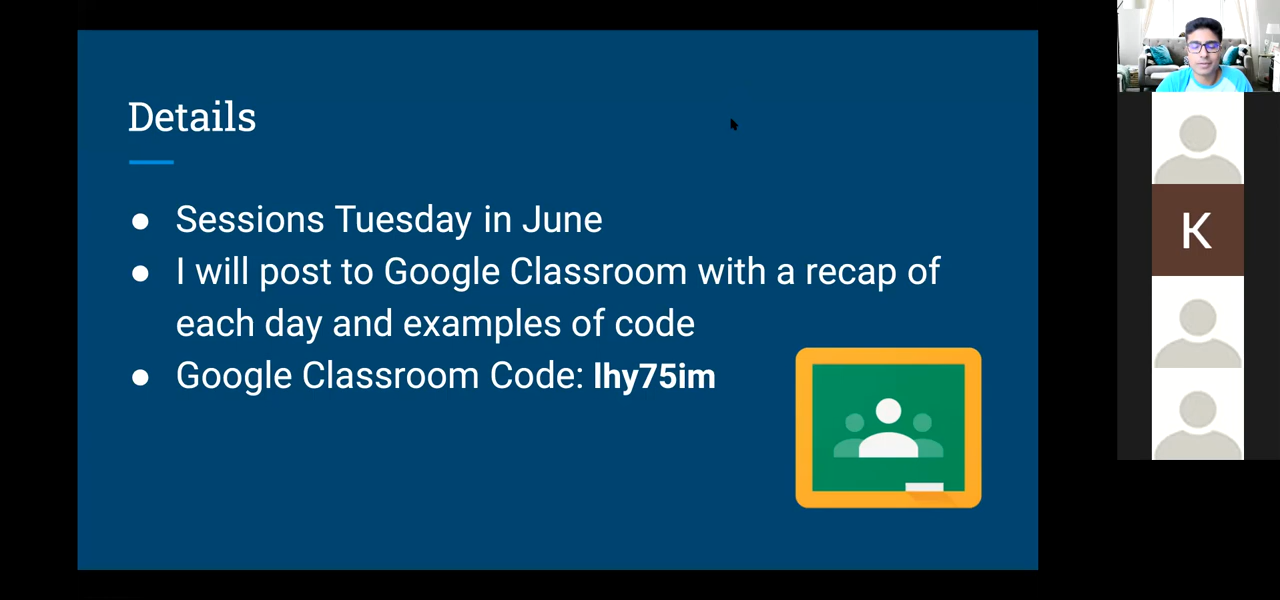 Details
● Sessions Tuesday in June
● I will post to Google Classroom with a recap of
each day and examples of code
● Google Classroom Code: lhy75im
K